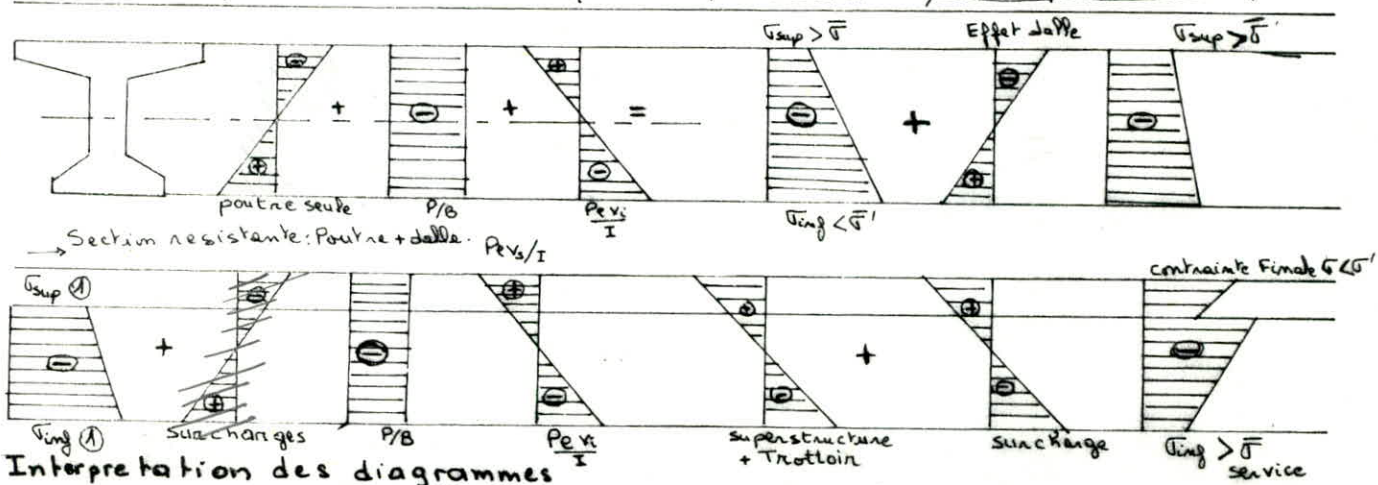 σsup > σ̄
Effet dalle
σsup > σ̄'
⊖ + ⊖ + ⊕ = ⊖ + ⊖ ⊖
⊕ ⊖ ⊕
poutre seule P/B Pevi/I σinf < σ̄'
→ Section resistante: Poutre + dalle. Pevs/I
contrainte Finale σ < σ̄'
σsup ①
⊖ + ⊖ ⊖ ⊕ ⊕ + ⊕ ⊖
⊕ ⊖ ⊖ ⊖
σinf ① surcharges P/B Pevi/I superstructure + Trottoir surcharge σinf > σ̄ service
Interpretation des diagrammes